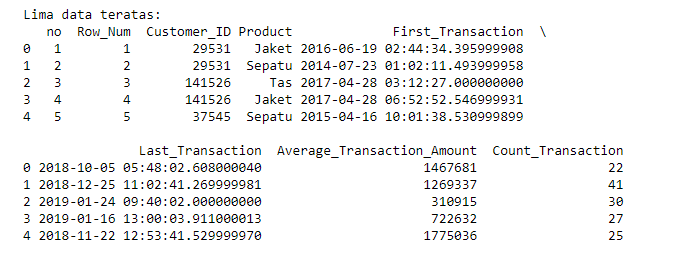 Lima data teratas:
no Row_Num Customer_ID Product First_Transaction \
0 1 1 29531 Jaket 2016-06-19 02:44:34.395999908
1 2 2 29531 Sepatu 2014-07-23 01:02:11.493999958
2 3 3 141526 Tas 2017-04-28 03:12:27.000000000
3 4 4 141526 Jaket 2017-04-28 06:52:52.546999931
4 5 5 37545 Sepatu 2015-04-16 10:01:38.530999899
Last_Transaction Average_Transaction_Amount Count_Transaction
0 2018-10-05 05:48:02.608000040 1467681 22
1 2018-12-25 11:02:41.269999981 1269337 41
2 2019-01-24 09:40:02.000000000 310915 30
3 2019-01-16 13:00:03.911000013 722632 27
4 2018-11-22 12:53:41.529999970 1775036 25